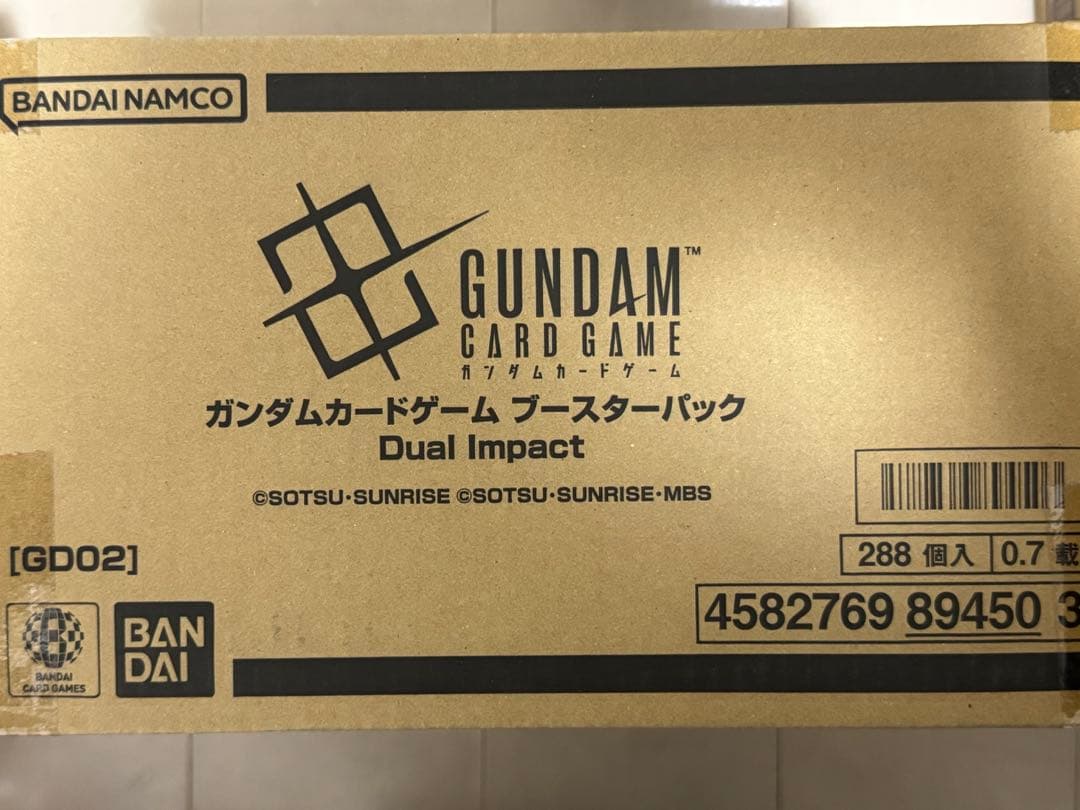 BANDAI NAMCO
GUNDAM™
CARD GAME
ガンダムカードゲーム
ガンダムカードゲーム ブースターパック
Dual Impact
©SOTSU・SUNRISE ©SOTSU・SUNRISE・MBS
[GD02]
288 個入 0.7 載
4582769 89450 3
BANDAI
CARD GAMES
BAN
DAI